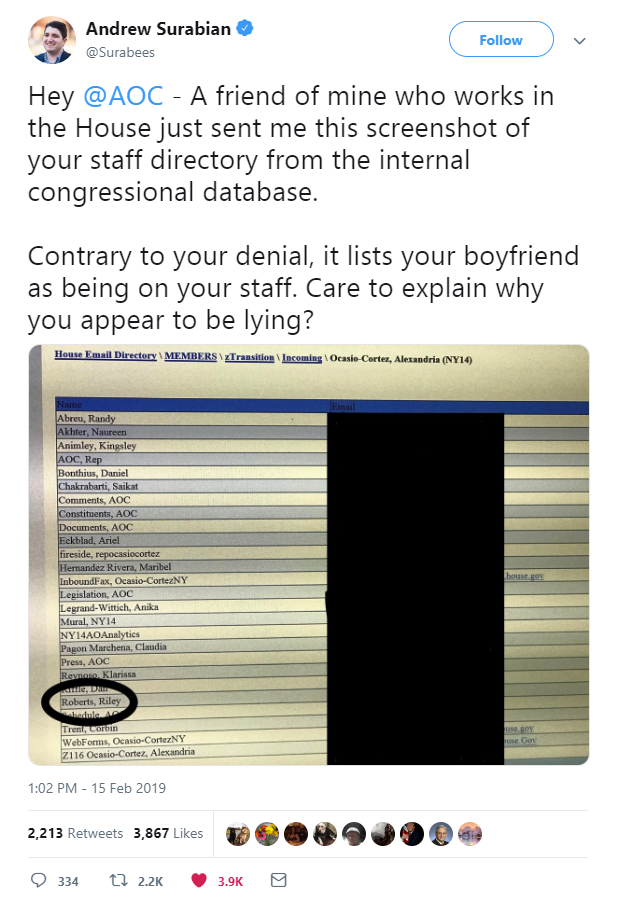 Andrew Surabian
@Surabees
Follow
Hey @AOC - A friend of mine who works in
the House just sent me this screenshot of
your staff directory from the internal
congressional database.
Contrary to your denial, it lists your boyfriend
as being on your staff. Care to explain why
you appear to be lying?
House Email Directory \ MEMBERS \ zTransition \ Incoming \ Ocasio-Cortez, Alexandria (NY14)
Name Email
Abreu, Randy
Akhter, Naureen
Animley, Kingsley
AOC, Rep
Bonthius, Daniel
Chakrabarti, Saikat
Comments, AOC
Constituents, AOC
Documents, AOC
Eckblad, Ariel
fireside, repocasiocortez
Hernandez Rivera, Maribel
InboundFax, Ocasio-CortezNY house.gov
Legislation, AOC
Legrand-Wittich, Anika
Mural, NY14
NY14AOAnalytics
Pagon Marchena, Claudia
Press, AOC
Reynoso, Klarissa
Riffle, Dan
Roberts, Riley
Schedule, AOC
Trent, Corbin use.gov
WebForms, Ocasio-CortezNY ouse.Gov
Z116 Ocasio-Cortez, Alexandria
1:02 PM - 15 Feb 2019
2,213 Retweets 3,867 Likes
334 2.2K 3.9K